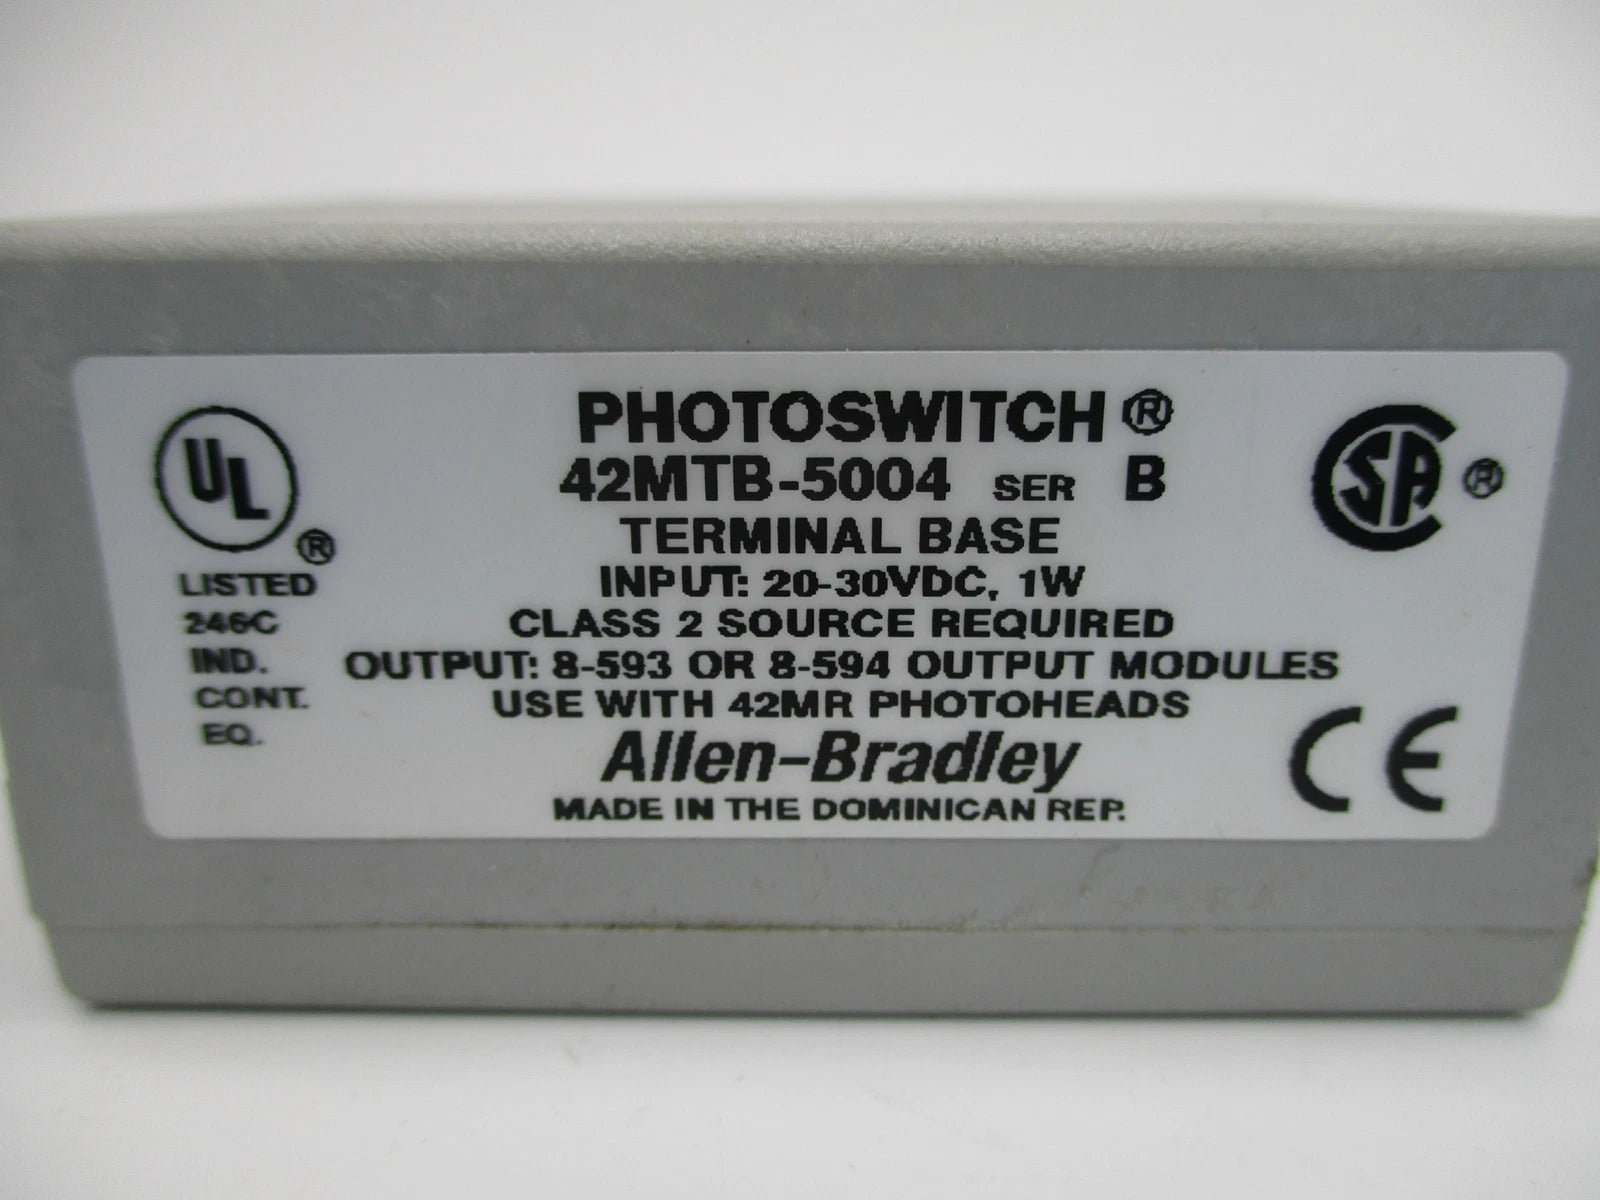 PHOTOSWITCH®
42MTB-5004 SER B
TERMINAL BASE
INPUT: 20-30VDC, 1W
CLASS 2 SOURCE REQUIRED
OUTPUT: 8-593 OR 8-594 OUTPUT MODULES
USE WITH 42MR PHOTOHEADS
Allen-Bradley
MADE IN THE DOMINICAN REP.
UL®
LISTED
246C
IND.
CONT.
EQ.
CSA®
CE